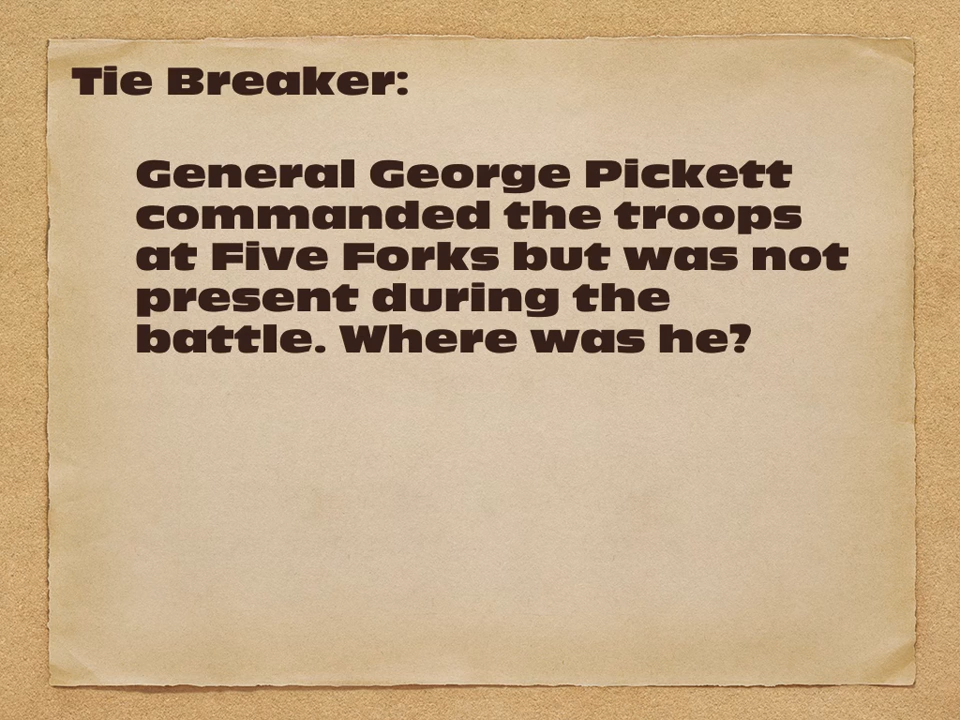 Tie Breaker:
General George Pickett
commanded the troops
at Five Forks but was not
present during the
battle. Where was he?